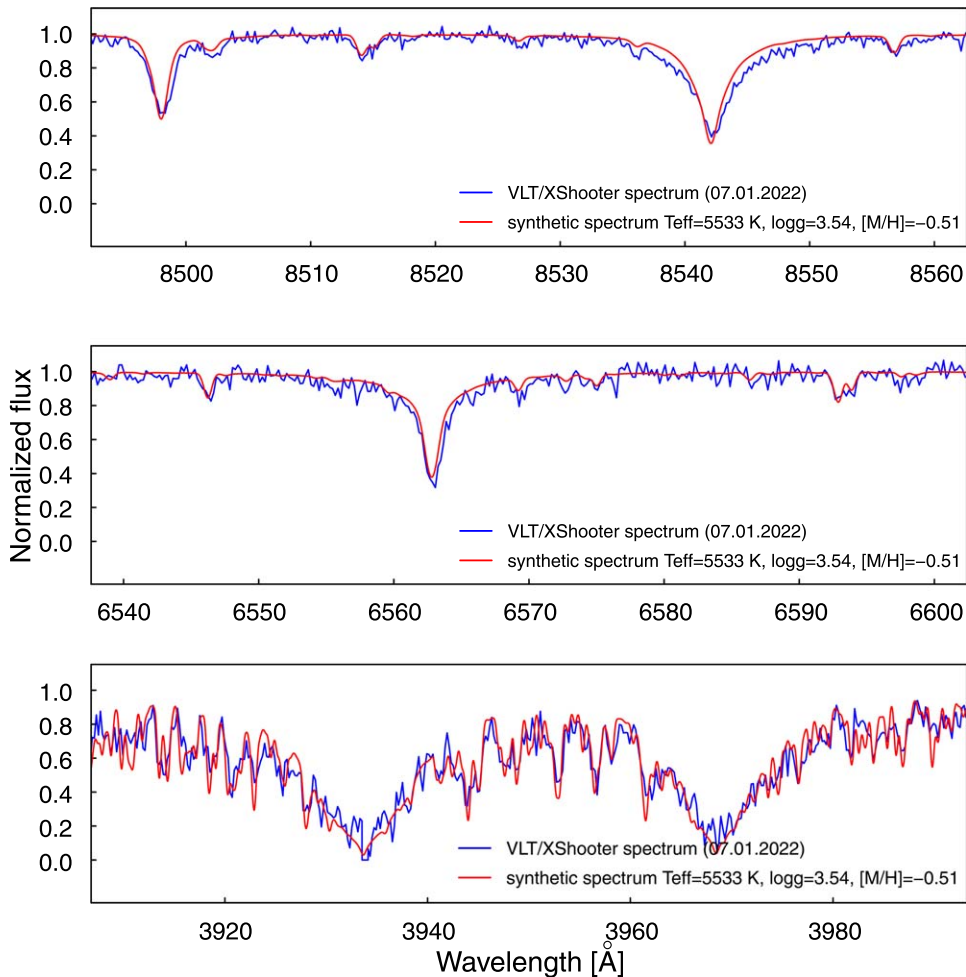 1.0
0.8
0.6
0.4
0.2
0.0
VLT/XShooter spectrum (07.01.2022)
synthetic spectrum Teff=5533 K, logg=3.54, [M/H]=−0.51
8500 8510 8520 8530 8540 8550 8560
Normalized flux
1.0
0.8
0.6
0.4
0.2
0.0
VLT/XShooter spectrum (07.01.2022)
synthetic spectrum Teff=5533 K, logg=3.54, [M/H]=−0.51
6540 6550 6560 6570 6580 6590 6600
1.0
0.8
0.6
0.4
0.2
0.0
VLT/XShooter spectrum (07.01.2022)
synthetic spectrum Teff=5533 K, logg=3.54, [M/H]=−0.51
3920 3940 3960 3980
Wavelength [Å]